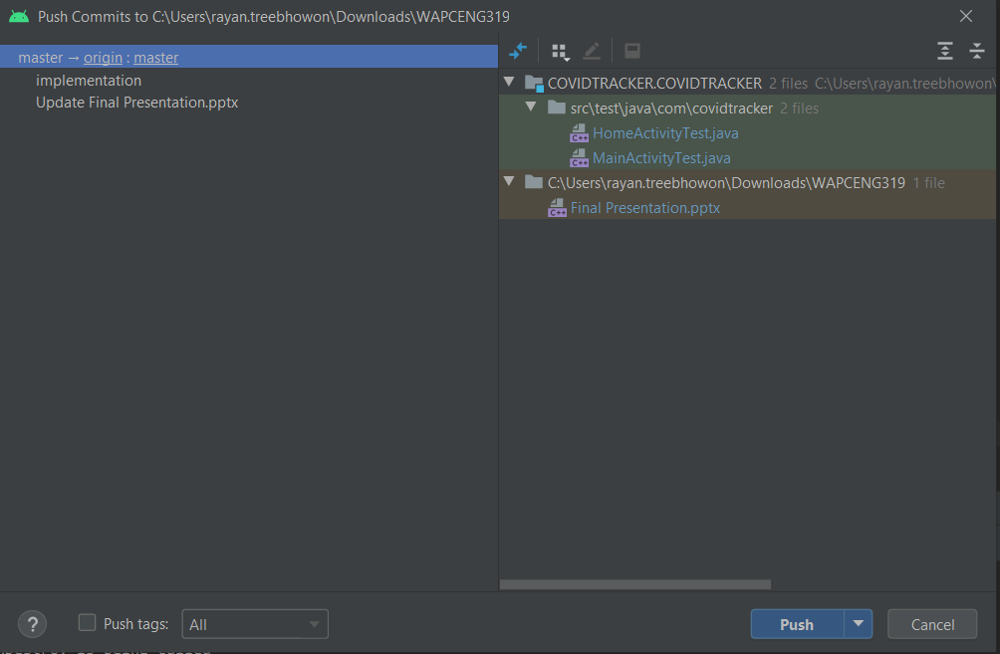 Push Commits to C:\Users\rayan.treebhowon\Downloads\WAPCENG319
master → origin : master
implementation
Update Final Presentation.pptx
COVIDTRACKER.COVIDTRACKER 2 files C:\Users\rayan.treebhowon\
src\test\java\com\covidtracker 2 files
C++ HomeActivityTest.java
C++ MainActivityTest.java
C:\Users\rayan.treebhowon\Downloads\WAPCENG319 1 file
C++ Final Presentation.pptx
? Push tags: All Push Cancel